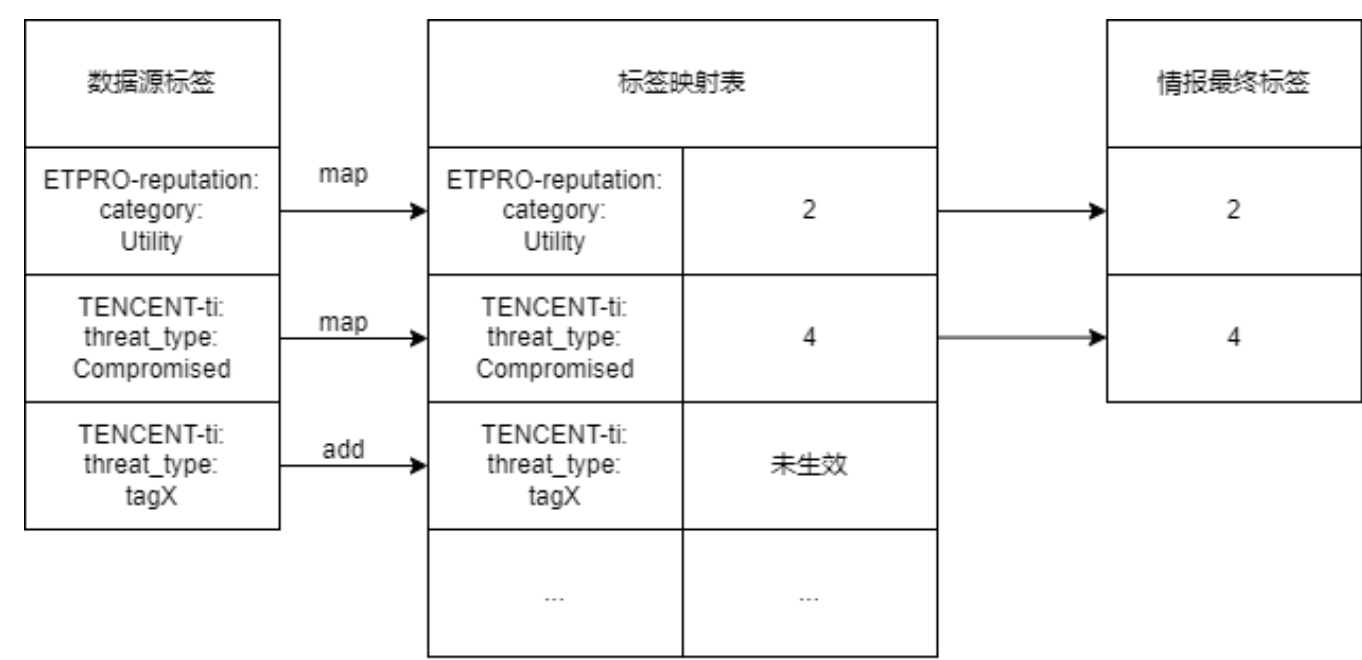 数据源标签
标签映射表
情报最终标签
ETPRO-reputation:
category:
Utility
map
ETPRO-reputation:
category:
Utility
2
2
TENCENT-ti:
threat_type:
Compromised
map
TENCENT-ti:
threat_type:
Compromised
4
4
TENCENT-ti:
threat_type:
tagX
add
TENCENT-ti:
threat_type:
tagX
未生效
...
...